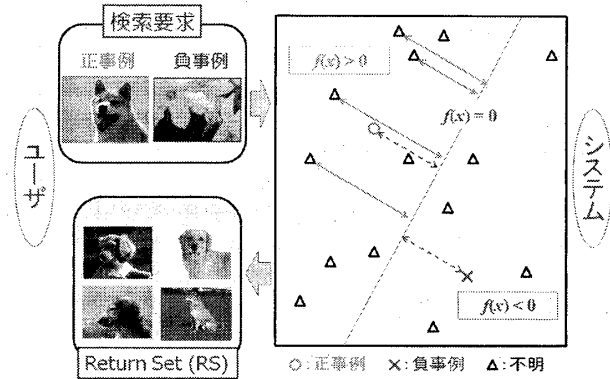 検索要求
正事例
負事例
ユーザ
Return Set (RS)
f(x) > 0
f(x) = 0
f(x) < 0
システム
○:正事例 ×:負事例 △:不明